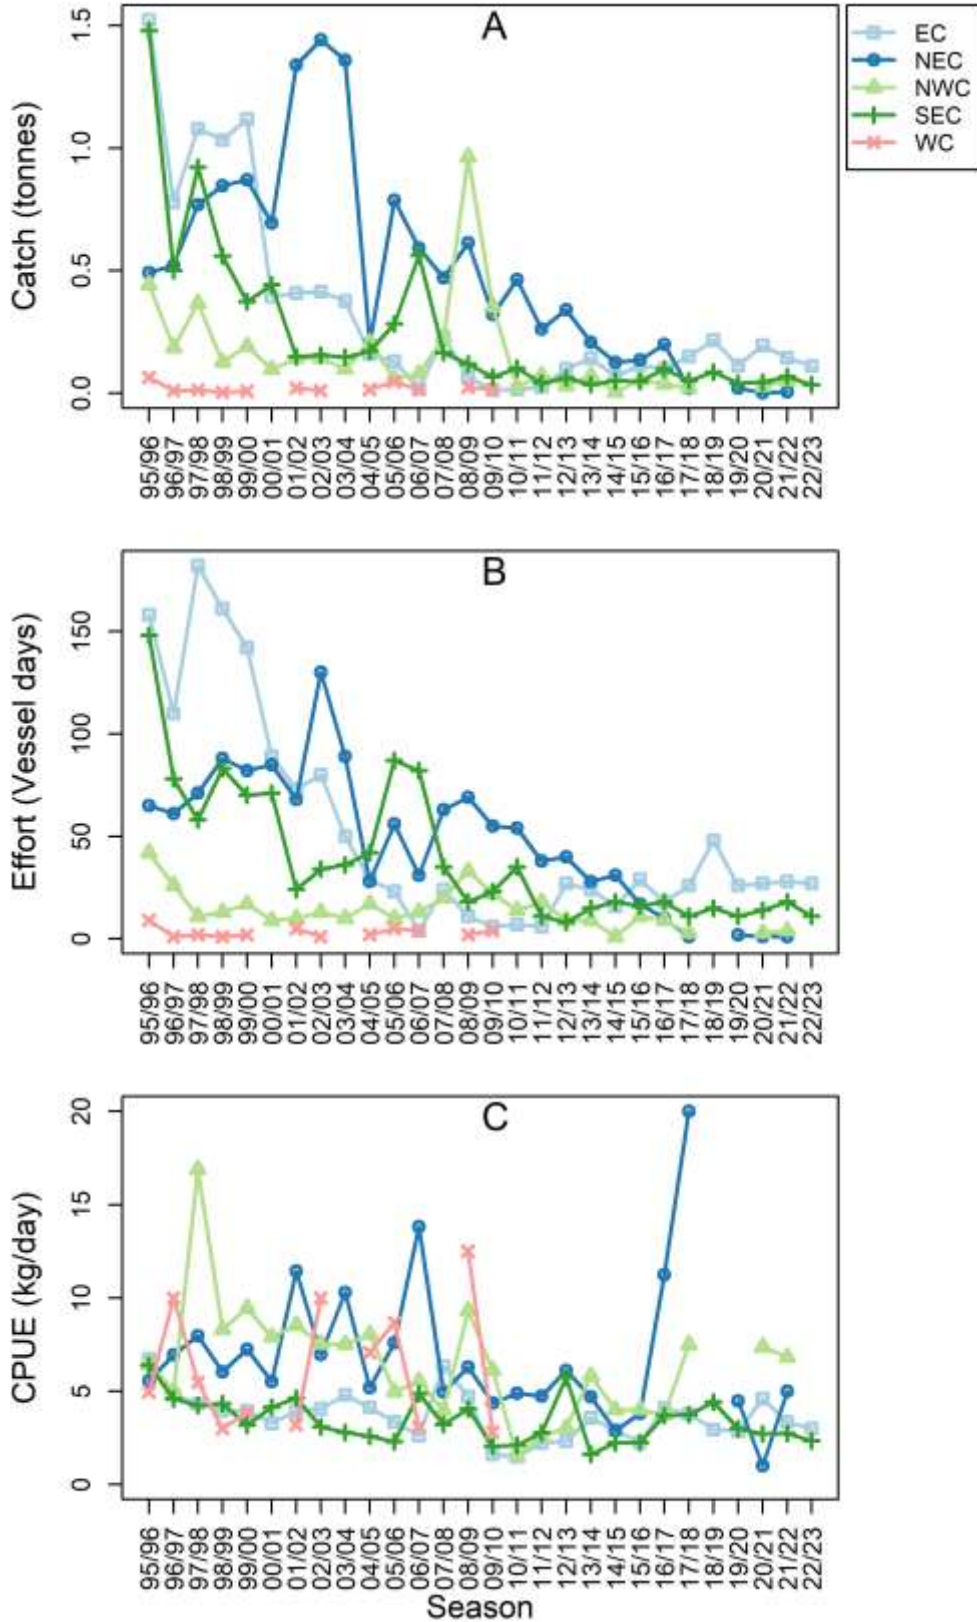 A
EC
NEC
NWC
SEC
WC
Catch (tonnes)
1.5
1.0
0.5
0.0
95/96 96/97 97/98 98/99 99/00 00/01 01/02 02/03 03/04 04/05 05/06 06/07 07/08 08/09 09/10 10/11 11/12 12/13 13/14 14/15 15/16 16/17 17/18 18/19 19/20 20/21 21/22 22/23
B
Effort (Vessel days)
150
100
50
0
95/96 96/97 97/98 98/99 99/00 00/01 01/02 02/03 03/04 04/05 05/06 06/07 07/08 08/09 09/10 10/11 11/12 12/13 13/14 14/15 15/16 16/17 17/18 18/19 19/20 20/21 21/22 22/23
C
CPUE (kg/day)
20
15
10
5
0
95/96 96/97 97/98 98/99 99/00 00/01 01/02 02/03 03/04 04/05 05/06 06/07 07/08 08/09 09/10 10/11 11/12 12/13 13/14 14/15 15/16 16/17 17/18 18/19 19/20 20/21 21/22 22/23
Season